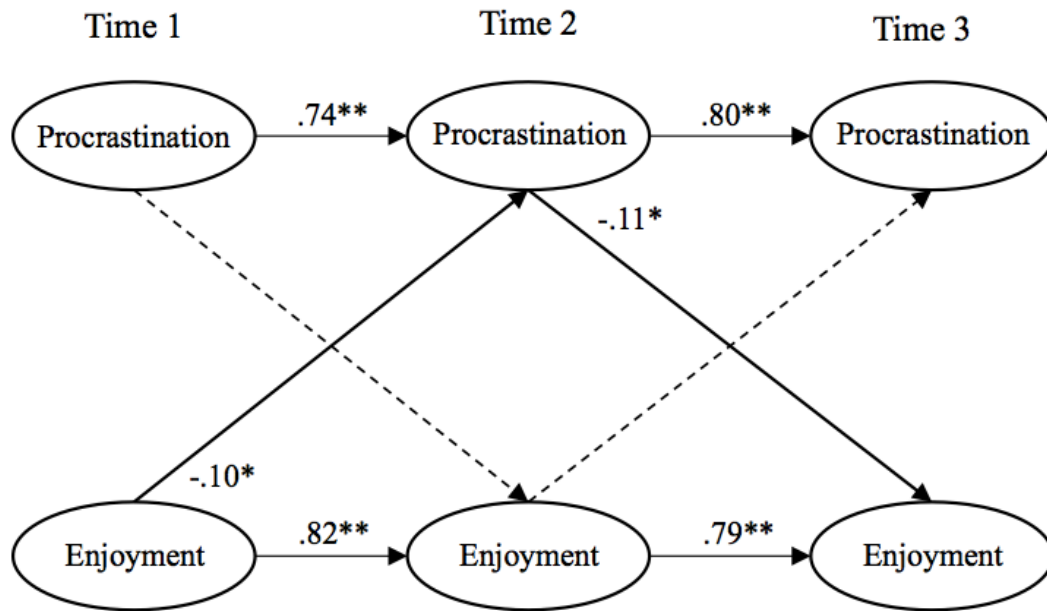 Time 1 Time 2 Time 3
Procrastination .74** Procrastination .80** Procrastination
-.11*
-.10*
Enjoyment .82** Enjoyment .79** Enjoyment